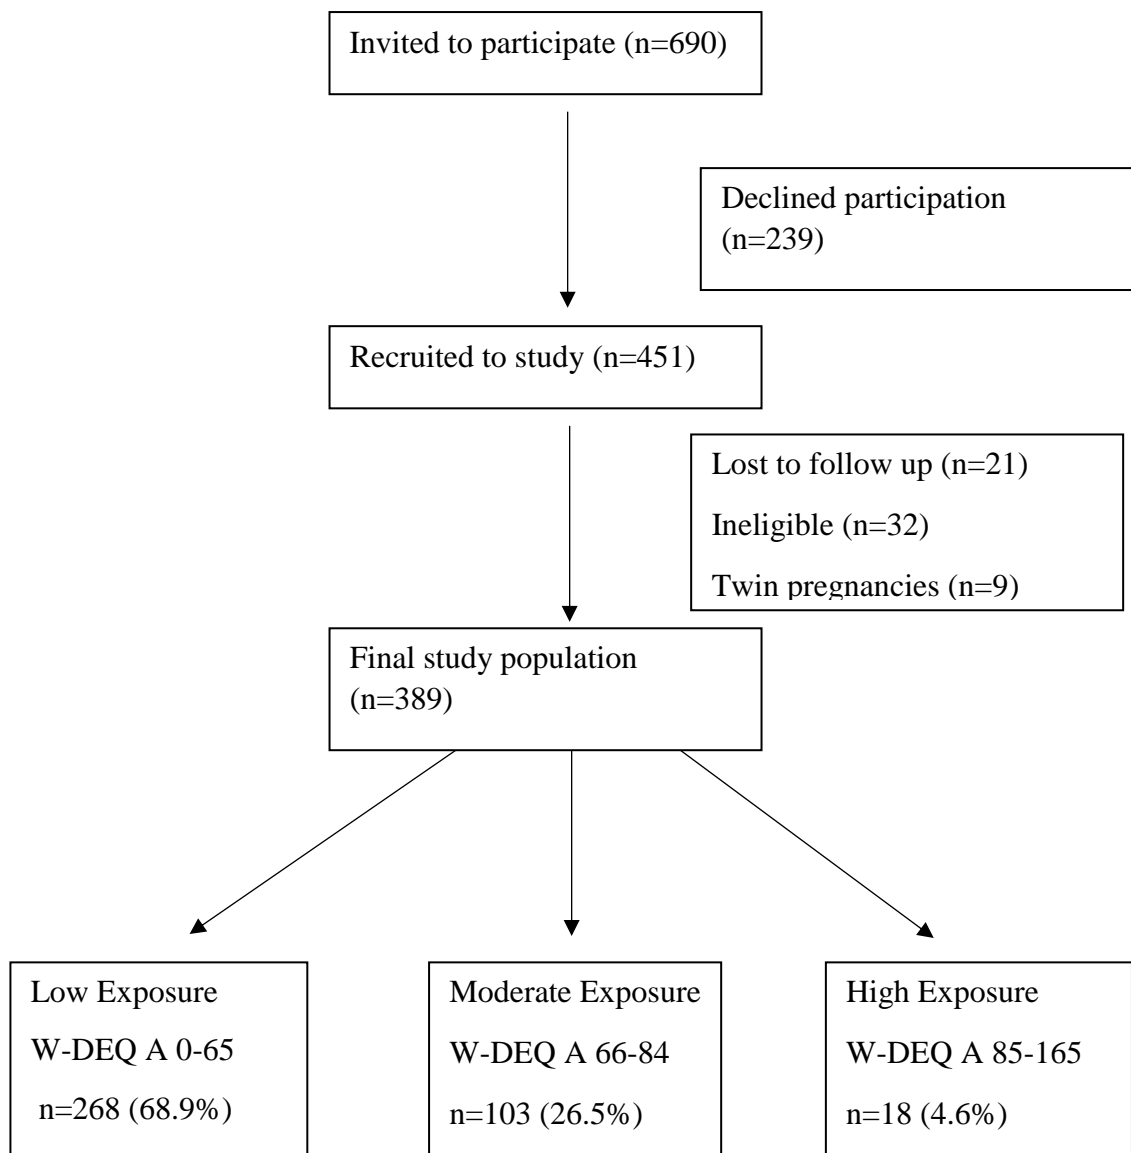 Invited to participate (n=690)
Declined participation
(n=239)
Recruited to study (n=451)
Lost to follow up (n=21)
Ineligible (n=32)
Twin pregnancies (n=9)
Final study population
(n=389)
Low Exposure
W-DEQ A 0-65
n=268 (68.9%)
Moderate Exposure
W-DEQ A 66-84
n=103 (26.5%)
High Exposure
W-DEQ A 85-165
n=18 (4.6%)